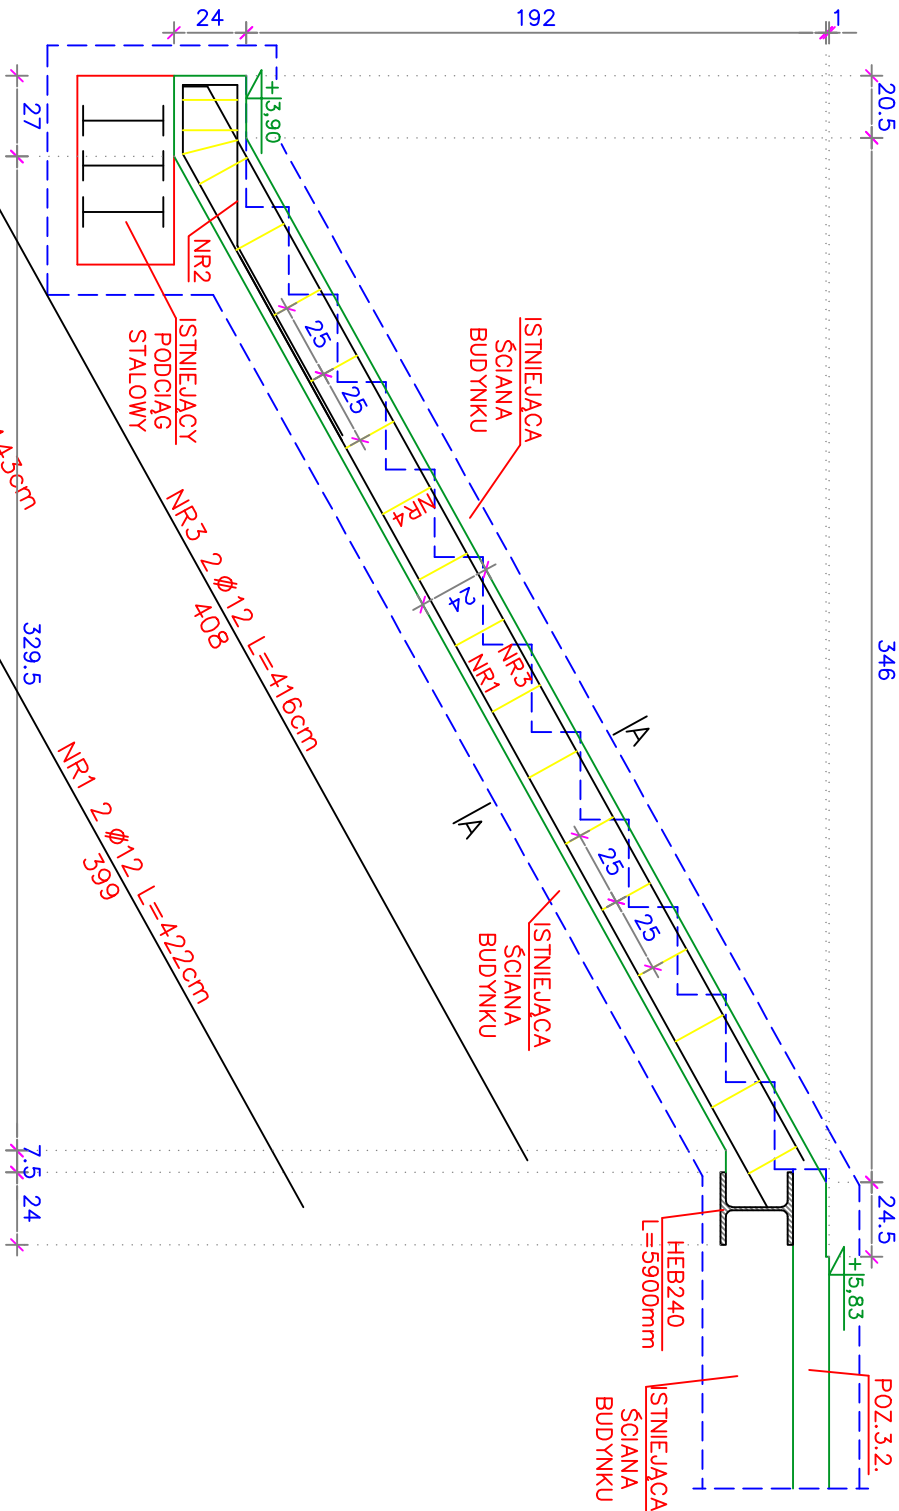 24
192
1
20.5
346
24.5
27
329.5
7.5
24
+3,90
+5,83
NR2
ISTNIEJĄCY
PODCIĄG
STALOWY
ISTNIEJĄCA
ŚCIANA
BUDYNKU
25
25
NR4
24
NR3
NR1
A
A
25
25
ISTNIEJĄCA
ŚCIANA
BUDYNKU
HEB240
L=5900mm
POZ.3.2.
ISTNIEJĄCA
ŚCIANA
BUDYNKU
NR3 2 ø12 L=416cm
408
NR1 2 ø12 L=422cm
399